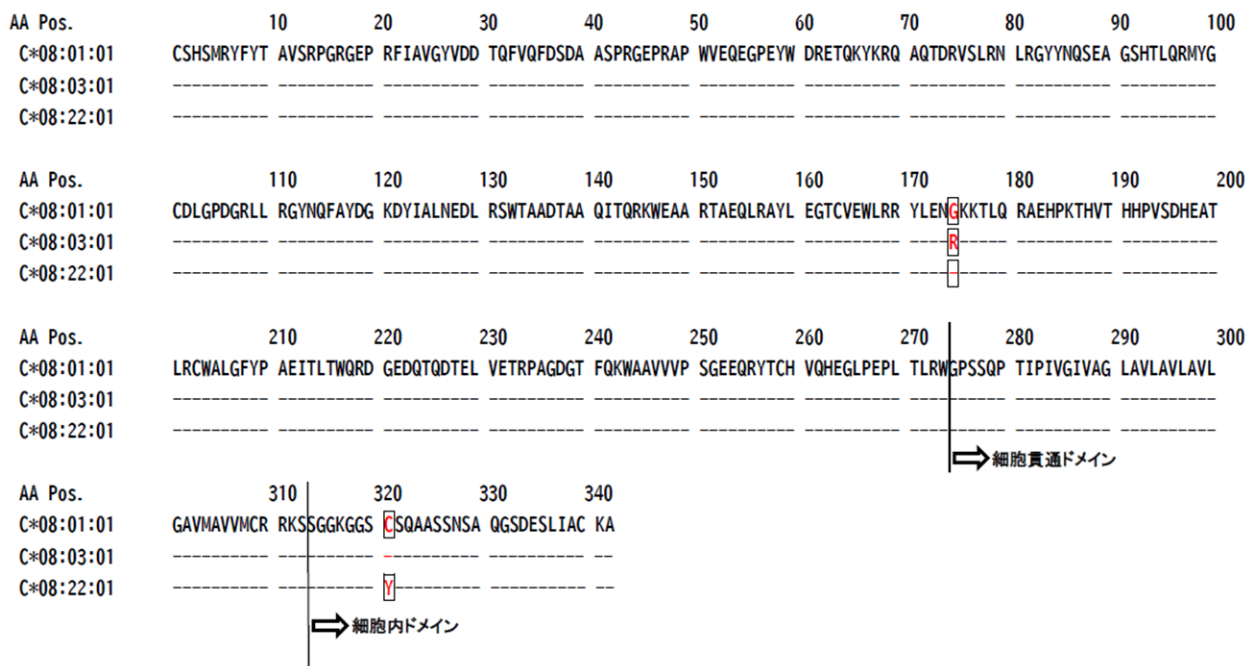 AA Pos. 10 20 30 40 50 60 70 80 90 100
C*08:01:01 CSHSMRYFYT AVSRPGRGEP RFIAVGYVDD TQFVQFDSDA ASPRGEPRAP WVEQEGPEYW DRETQKYKRQ AQTDRVSLRN LRGYYNQSEA GSHTLQRMYG
C*08:03:01 ---------- ---------- ---------- ---------- ---------- ---------- ---------- ---------- ---------- ----------
C*08:22:01 ---------- ---------- ---------- ---------- ---------- ---------- ---------- ---------- ---------- ----------
AA Pos. 110 120 130 140 150 160 170 180 190 200
C*08:01:01 CDLGPDGRLL RGYNQFAYDG KDYIALNEDL RSWTAADTAA QITQRKWEAA RTAEQLRAYL EGTCVEWLRR YLENGKKTLQ RAEHPKTHVT HHPVSDHEAT
C*08:03:01 ---------- ---------- ---------- ---------- ---------- ---------- ---------- ----R----- ---------- ----------
C*08:22:01 ---------- ---------- ---------- ---------- ---------- ---------- ---------- ---------- ---------- ----------
AA Pos. 210 220 230 240 250 260 270 280 290 300
C*08:01:01 LRCWALGFYP AEITLTWQRD GEDQTQDTEL VETRPAGDGT FQKWAAVVVP SGEEQRYTCH VQHEGLPEPL TLRWGPSSQP TIPIVGIVAG LAVLAVLAVL
C*08:03:01 ---------- ---------- ---------- ---------- ---------- ---------- ---------- ---------- ---------- ----------
C*08:22:01 ---------- ---------- ---------- ---------- ---------- ---------- ---------- ---------- ---------- ----------
細胞貫通ドメイン
AA Pos. 310 320 330 340
C*08:01:01 GAVMAVVMCR RKSSGGKGGS CSQAASSNSA QGSDESLIAC KA
C*08:03:01 ---------- ---------- ---------- ---------- --
C*08:22:01 ---------- ---------- Y--------- ---------- --
細胞内ドメイン